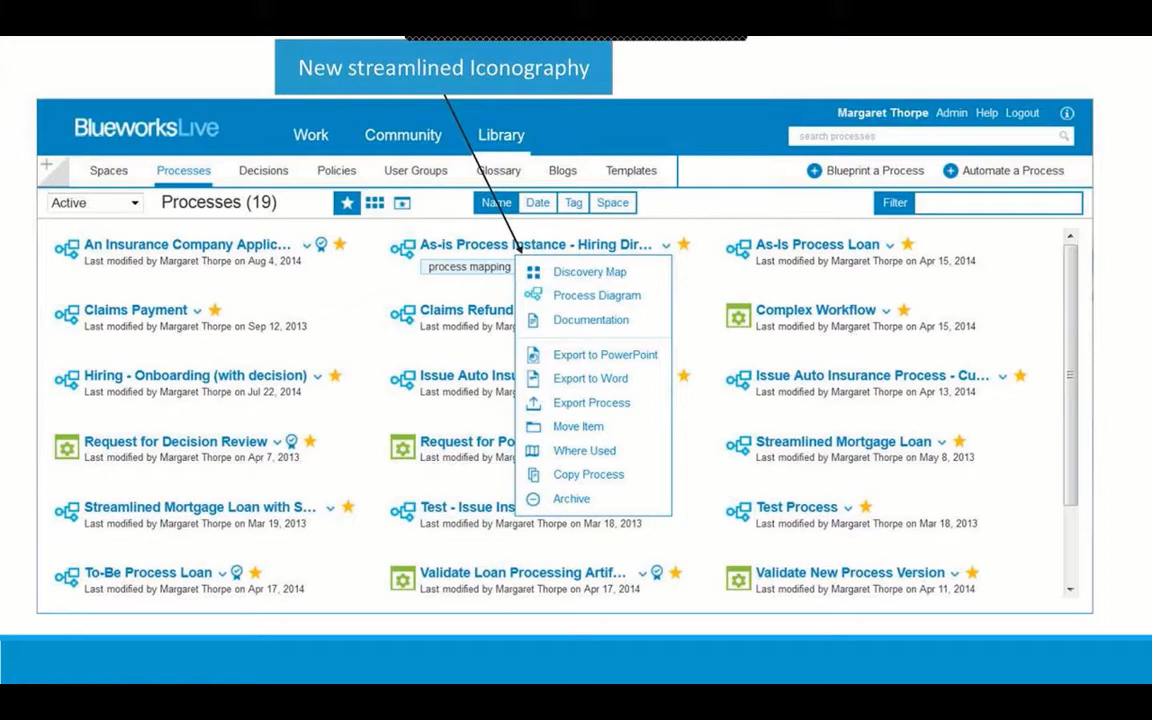 New streamlined Iconography
Margaret Thorpe Admin Help Logout
BlueworksLive
Work Community Library
search processes
Spaces Processes Decisions Policies User Groups Glossary Blogs Templates Blueprint a Process Automate a Process
Active Processes (19) Name Date Tag Space Filter
An Insurance Company Applic... As-is Process Instance - Hiring Dir... As-Is Process Loan
Last modified by Margaret Thorpe on Aug 4, 2014 process mapping Last modified by Margaret Thorpe on Apr 15, 2014
Discovery Map
Process Diagram
Documentation
Export to PowerPoint
Export to Word
Export Process
Move Item
Where Used
Copy Process
Archive
Claims Payment Claims Refund Complex Workflow
Last modified by Margaret Thorpe on Sep 12, 2013 Last modified by Marg Last modified by Margaret Thorpe on Apr 15, 2014
Hiring - Onboarding (with decision) Issue Auto Insu Issue Auto Insurance Process - Cu...
Last modified by Margaret Thorpe on Jul 22, 2014 Last modified by Marg Last modified by Margaret Thorpe on Apr 13, 2014
Request for Decision Review Request for Po Streamlined Mortgage Loan
Last modified by Margaret Thorpe on Apr 7, 2013 Last modified by Marg Last modified by Margaret Thorpe on May 8, 2013
Streamlined Mortgage Loan with S... Test - Issue Ins Test Process
Last modified by Margaret Thorpe on Mar 19, 2013 Last modified by Margaret Thorpe on Mar 18, 2013 Last modified by Margaret Thorpe on Mar 18, 2013
To-Be Process Loan Validate Loan Processing Artif... Validate New Process Version
Last modified by Margaret Thorpe on Apr 17, 2014 Last modified by Margaret Thorpe on Apr 17, 2014 Last modified by Margaret Thorpe on Apr 11, 2014